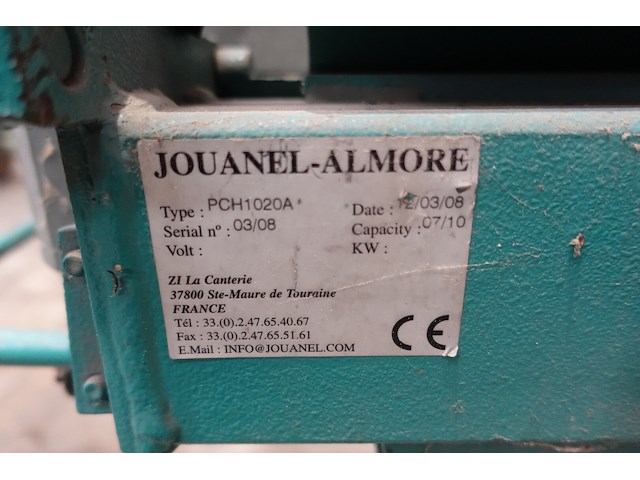 JOUANEL-ALMORE
Type : PCH1020A Date : 12/03/08
Serial nº : 03/08 Capacity : 07/10
Volt : KW :
ZI La Canterie
37800 Ste-Maure de Touraine
FRANCE
Tél : 33.(0).2.47.65.40.67
Fax : 33.(0).2.47.65.51.61
E.Mail : INFO@JOUANEL.COM
CE